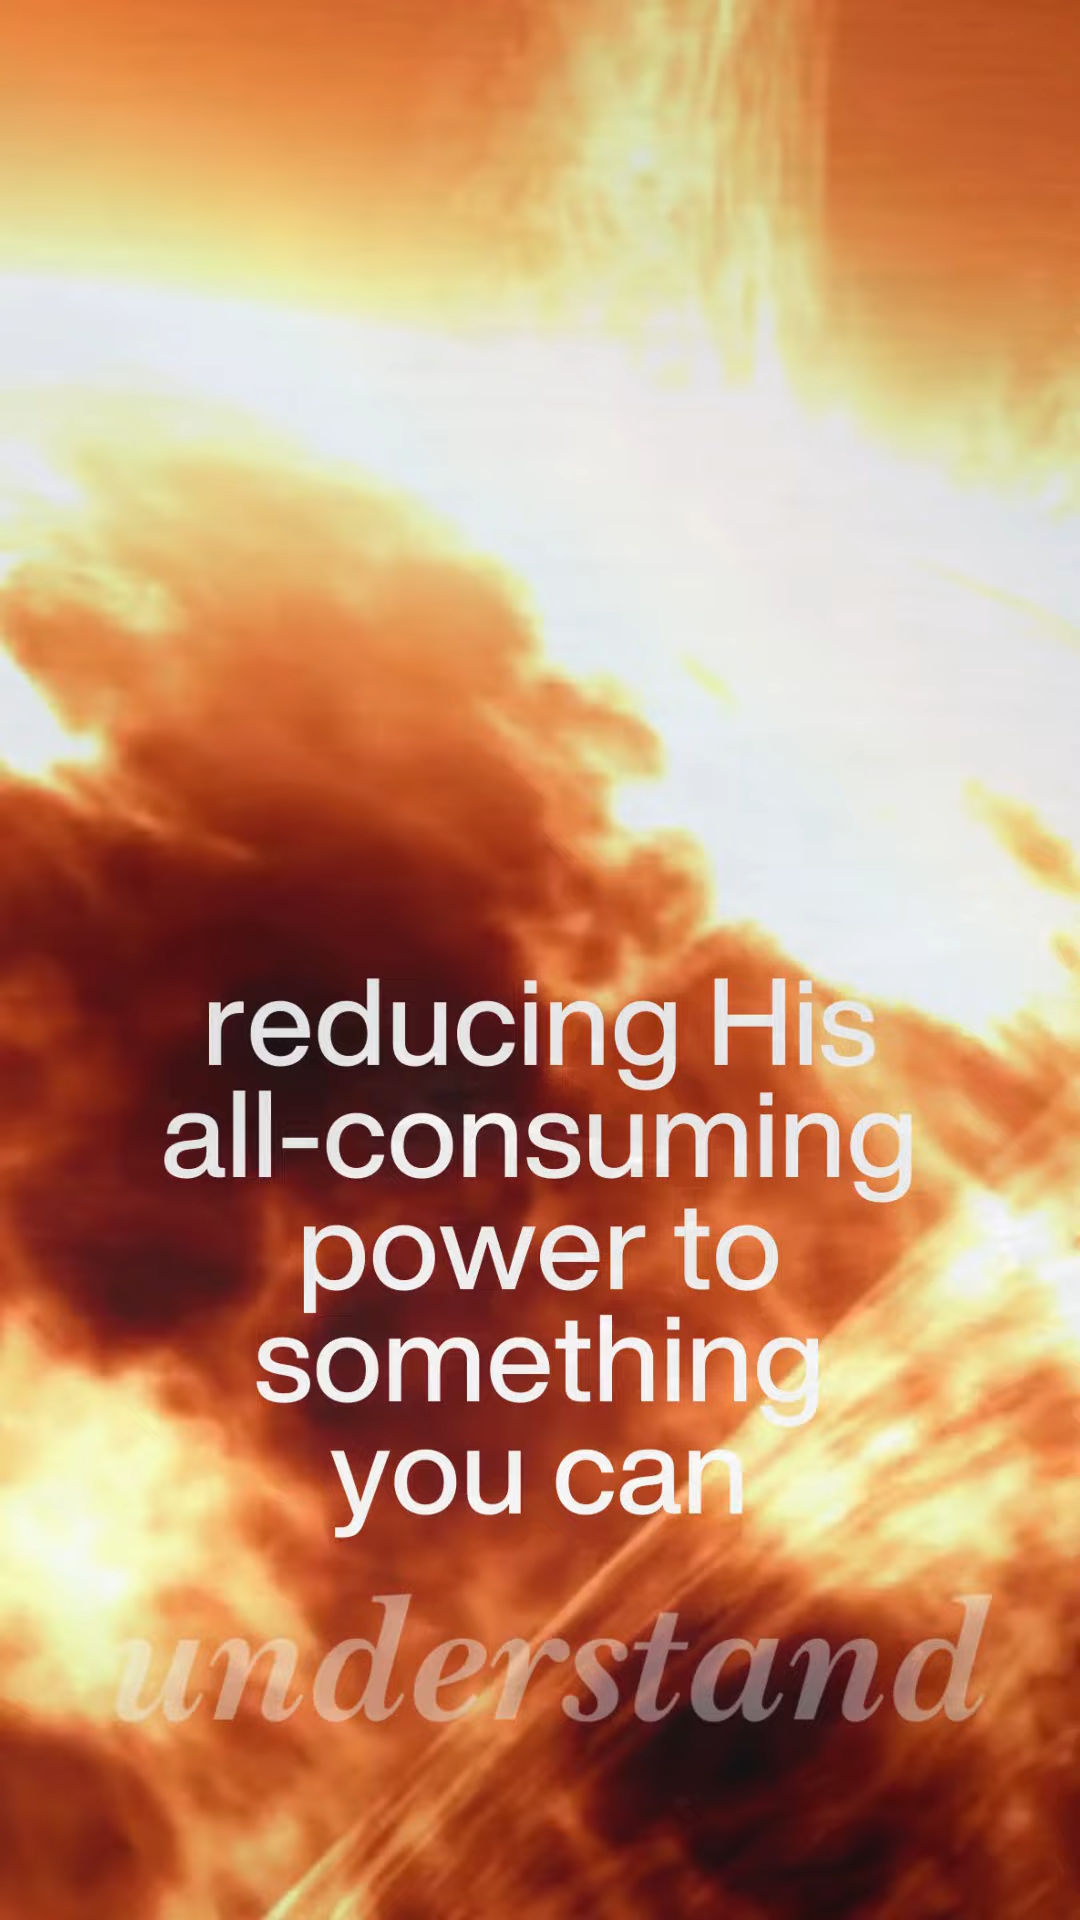 reducing His
all-consuming
power to
something
you can
understand